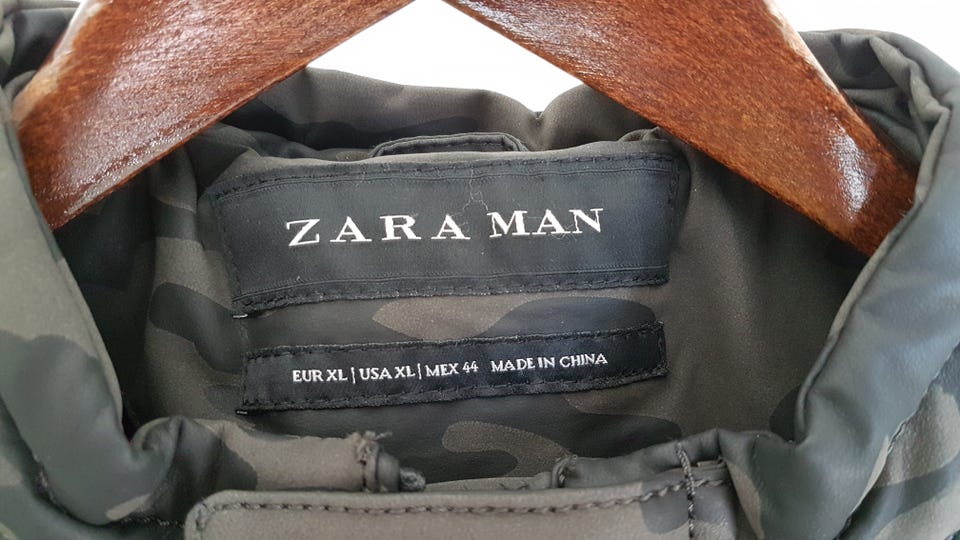 ZARA MAN
EUR XL | USA XL | MEX 44 MADE IN CHINA